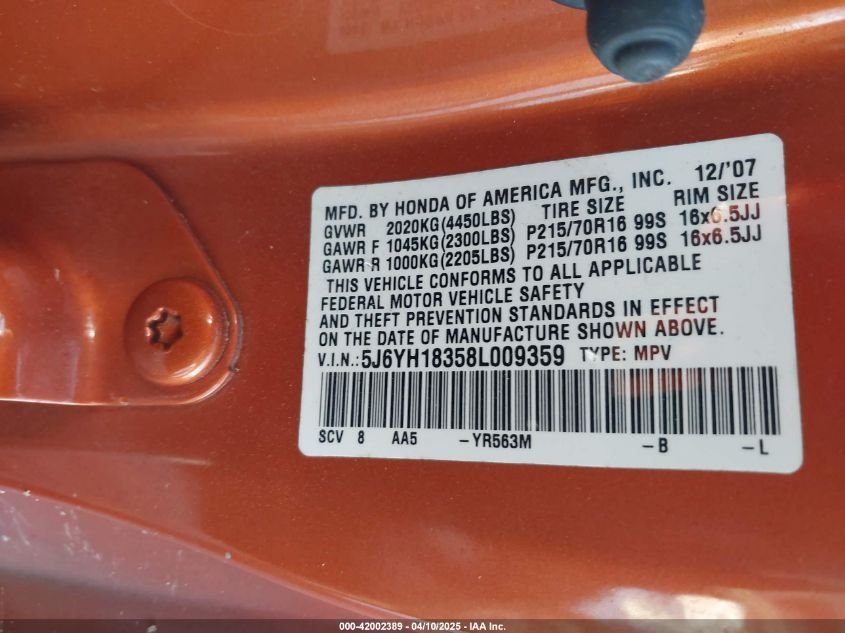 MFD. BY HONDA OF AMERICA MFG., INC. 12/'07
GVWR 2020KG(4450LBS) TIRE SIZE RIM SIZE
GAWR F 1045KG(2300LBS) P215/70R16 99S 16x6.5JJ
GAWR R 1000KG(2205LBS) P215/70R16 99S 16x6.5JJ
THIS VEHICLE CONFORMS TO ALL APPLICABLE
FEDERAL MOTOR VEHICLE SAFETY
AND THEFT PREVENTION STANDARDS IN EFFECT
ON THE DATE OF MANUFACTURE SHOWN ABOVE.
V.I.N.:5J6YH18358L009359 TYPE: MPV
SCV 8 AA5 -YR563M -B -L
000-42002389 - 04/10/2025 - IAA Inc.